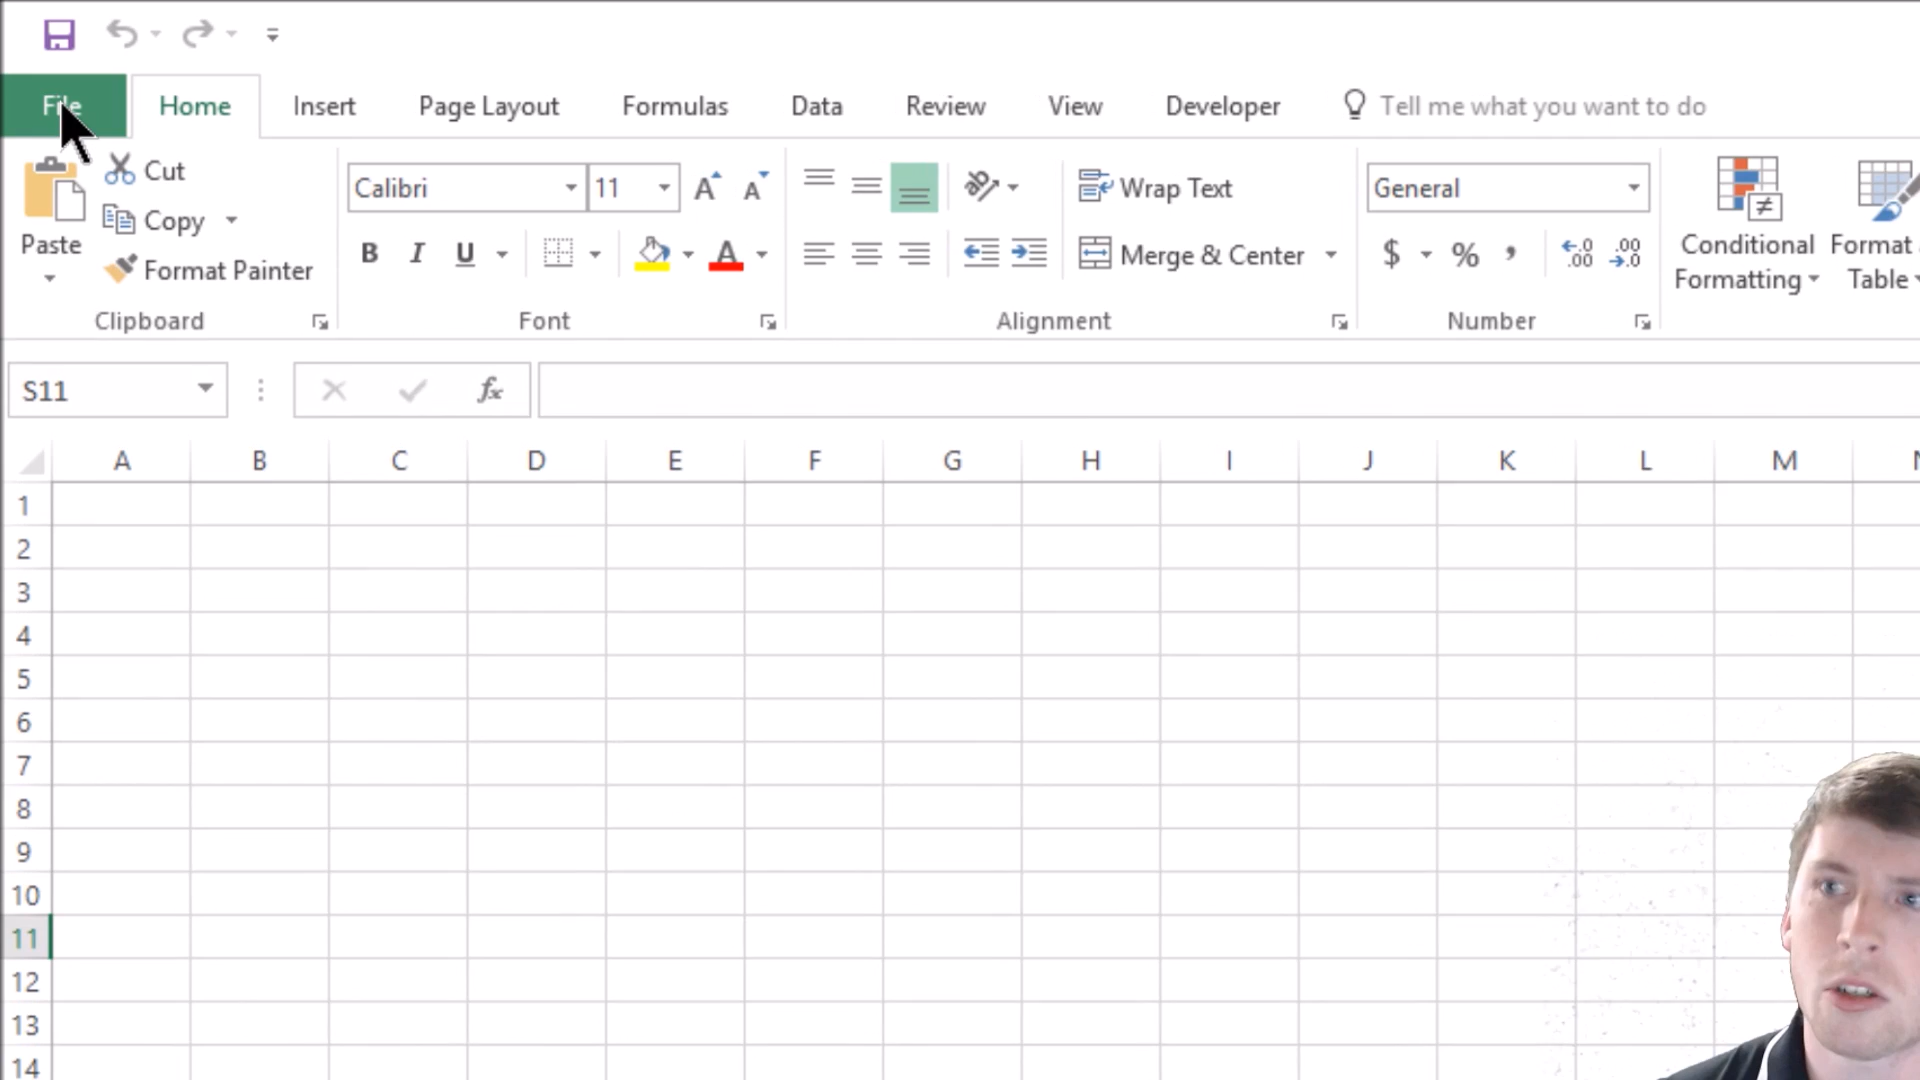 File Home Insert Page Layout Formulas Data Review View Developer Tell me what you want to do
Cut
Copy
Format Painter
Paste
Clipboard
Calibri 11
B I U A
Font
Wrap Text
Merge & Center
Alignment
General
$ % ,
Number
Conditional
Formatting
Format
Table
S11 fx
A B C D E F G H I J K L M
1
2
3
4
5
6
7
8
9
10
11
12
13
14